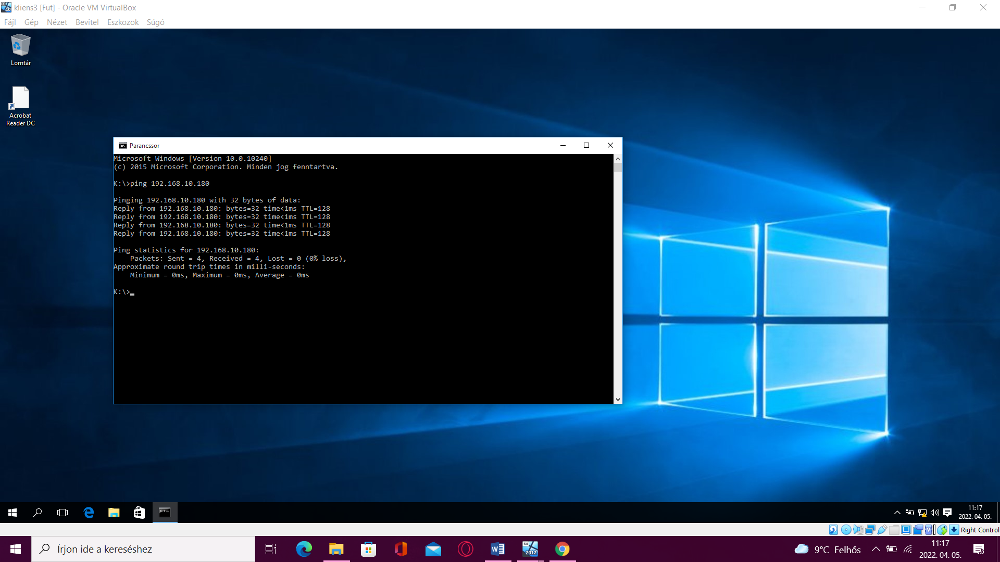 kliens3 [Fut] - Oracle VM VirtualBox
Fájl Gép Nézet Bevitel Eszközök Súgó
Lomtár
Acrobat
Reader DC
Parancssor
Microsoft Windows [Version 10.0.10240]
(c) 2015 Microsoft Corporation. Minden jog fenntartva.
K:\>ping 192.168.10.180
Pinging 192.168.10.180 with 32 bytes of data:
Reply from 192.168.10.180: bytes=32 time<1ms TTL=128
Reply from 192.168.10.180: bytes=32 time<1ms TTL=128
Reply from 192.168.10.180: bytes=32 time<1ms TTL=128
Reply from 192.168.10.180: bytes=32 time<1ms TTL=128
Ping statistics for 192.168.10.180:
    Packets: Sent = 4, Received = 4, Lost = 0 (0% loss),
Approximate round trip times in milli-seconds:
    Minimum = 0ms, Maximum = 0ms, Average = 0ms
K:\>
11:17
2022. 04. 05.
Right Control
Írjon ide a kereséshez
64
2012
9°C Felhős
11:17
2022. 04. 05.